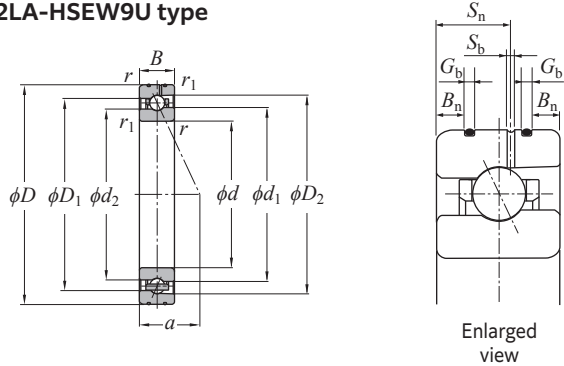 2LA-HSEW9U type
B
r
r1
r1
r
ϕD
ϕD1
ϕd2
ϕd
ϕd1
ϕD2
a
Sn
Sb
Gb
Gb
Bn
Bn
Enlarged
view